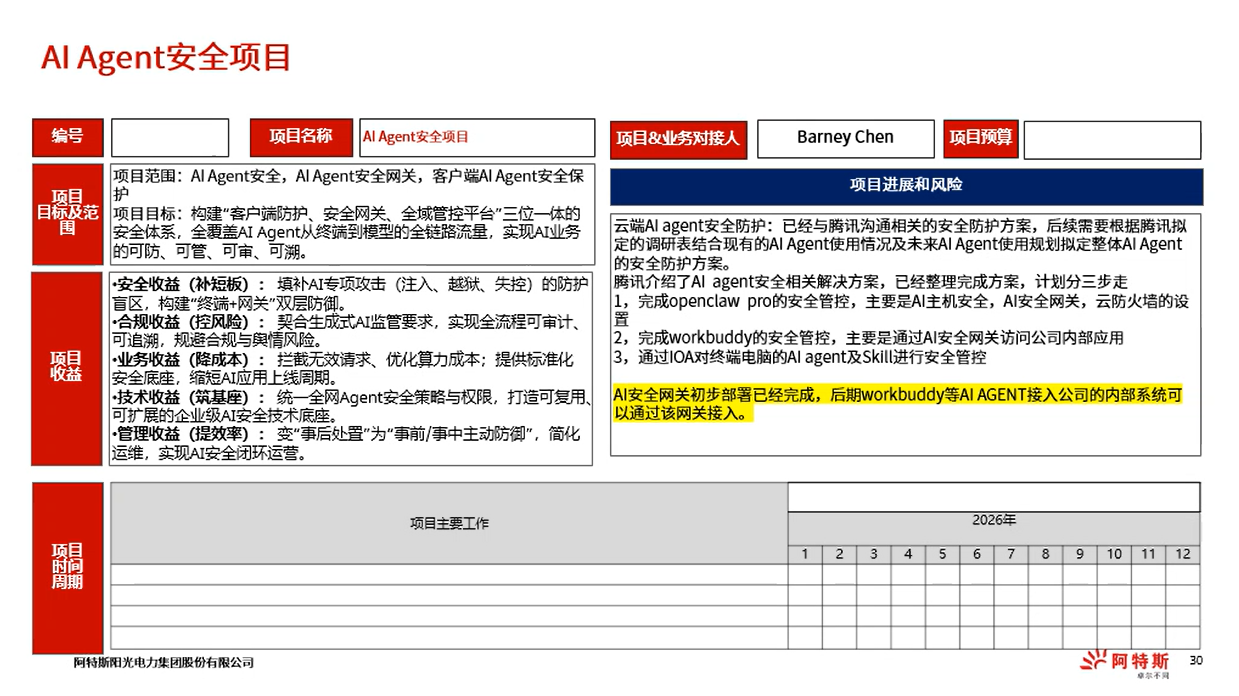 AI Agent安全项目
编号
项目名称
AI Agent安全项目
项目&业务对接人
Barney Chen
项目预算
项目
目标及范
围
项目范围：AI Agent安全，AI Agent安全网关，客户端AI Agent安全保
护
项目目标：构建“客户端防护、安全网关、全域管控平台”三位一体的
安全体系，全覆盖AI Agent从终端到模型的全链路流量，实现AI业务
的可防、可管、可审、可溯。
项目
收益
•安全收益（补短板）： 填补AI专项攻击（注入、越狱、失控）的防护
盲区，构建“终端+网关”双层防御。
•合规收益（控风险）： 契合生成式AI监管要求，实现全流程可审计、
可追溯，规避合规与舆情风险。
•业务收益（降成本）： 拦截无效请求、优化算力成本；提供标准化
安全底座，缩短AI应用上线周期。
•技术收益（筑基座）： 统一全网Agent安全策略与权限，打造可复用、
可扩展的企业级AI安全技术底座。
•管理收益（提效率）： 变“事后处置”为“事前/事中主动防御”，简化
运维，实现AI安全闭环运营。
项目进展和风险
云端AI agent安全防护：已经与腾讯沟通相关的安全防护方案，后续需要根据腾讯拟
定的调研表结合现有的AI Agent使用情况及未来AI Agent使用规划拟定整体AI Agent
的安全防护方案。
腾讯介绍了AI agent安全相关解决方案，已经整理完成方案，计划分三步走
1，完成openclaw pro的安全管控，主要是AI主机安全，AI安全网关，云防火墙的设
置
2，完成workbuddy的安全管控，主要是通过AI安全网关访问公司内部应用
3，通过IOA对终端电脑的AI agent及Skill进行安全管控
AI安全网关初步部署已经完成，后期workbuddy等AI AGENT接入公司的内部系统可
以通过该网关接入。
项目
时间
周期
项目主要工作
2026年
1 2 3 4 5 6 7 8 9 10 11 12
阿特斯阳光电力集团股份有限公司
阿特斯
卓尔不同
30